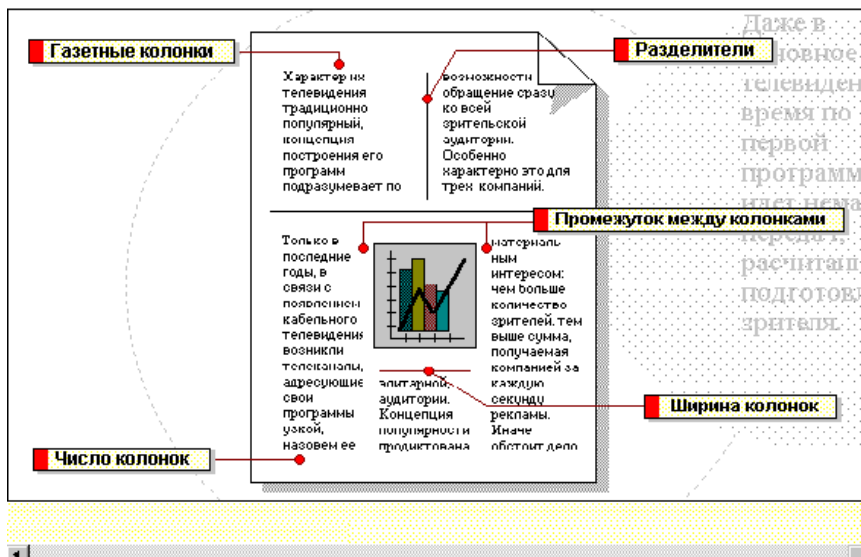 Газетные колонки
Разделители
Промежуток между колонками
Ширина колонок
Число колонок
Характер их
телевидения
традиционно
популярный,
концепция
построения его
программ
подразумевает по
возможности
обращение сразу
ко всей
зрительской
аудитории.
Особенно
характерно это для
трех компаний.
Только в
последние
годы, в
связи с
появлением
кабельного
телевидения
возникли
телеканалы,
адресующие
свои
программы
узкой,
назовем ее
элитарной,
аудитории.
Концепция
популярности
продиктована
материаль-
ным
интересом:
чем больше
количество
зрителей, тем
выше сумма,
получаемая
компанией за
каждую
секунду
рекламы.
Иначе
обстоит дело
Даже в
время по
первой
зрителя.